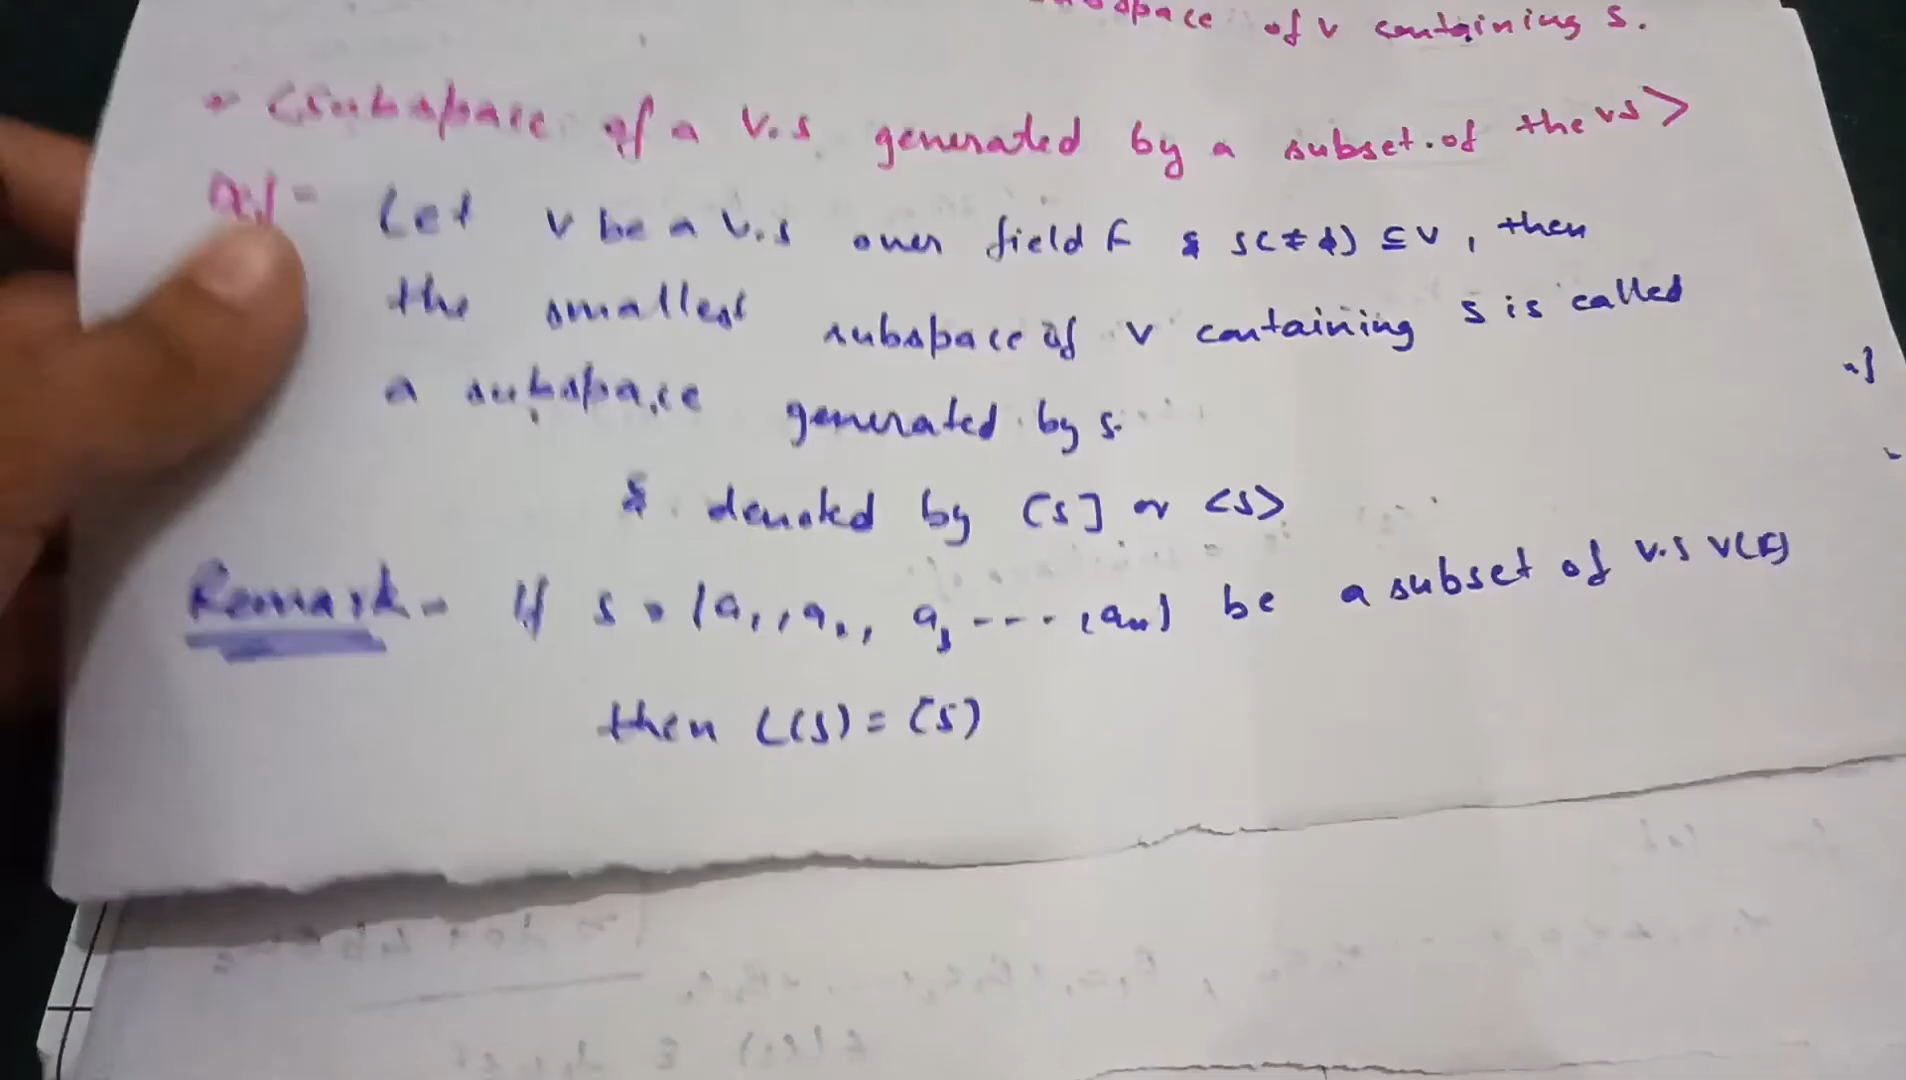 space of v containing s.
<subspace of a v.s generated by a subset of the vs>
Def - Let v be a v.s over field F & s(≠φ) ⊆ v, then
the smallest subspace of v containing s is called
a subspace generated by s.
& denoted by [s] or <s>
Remark - If s = {a₁, a₂, a₃ ---- , an} be a subset of v.s v(F)
then L(s) = [s]